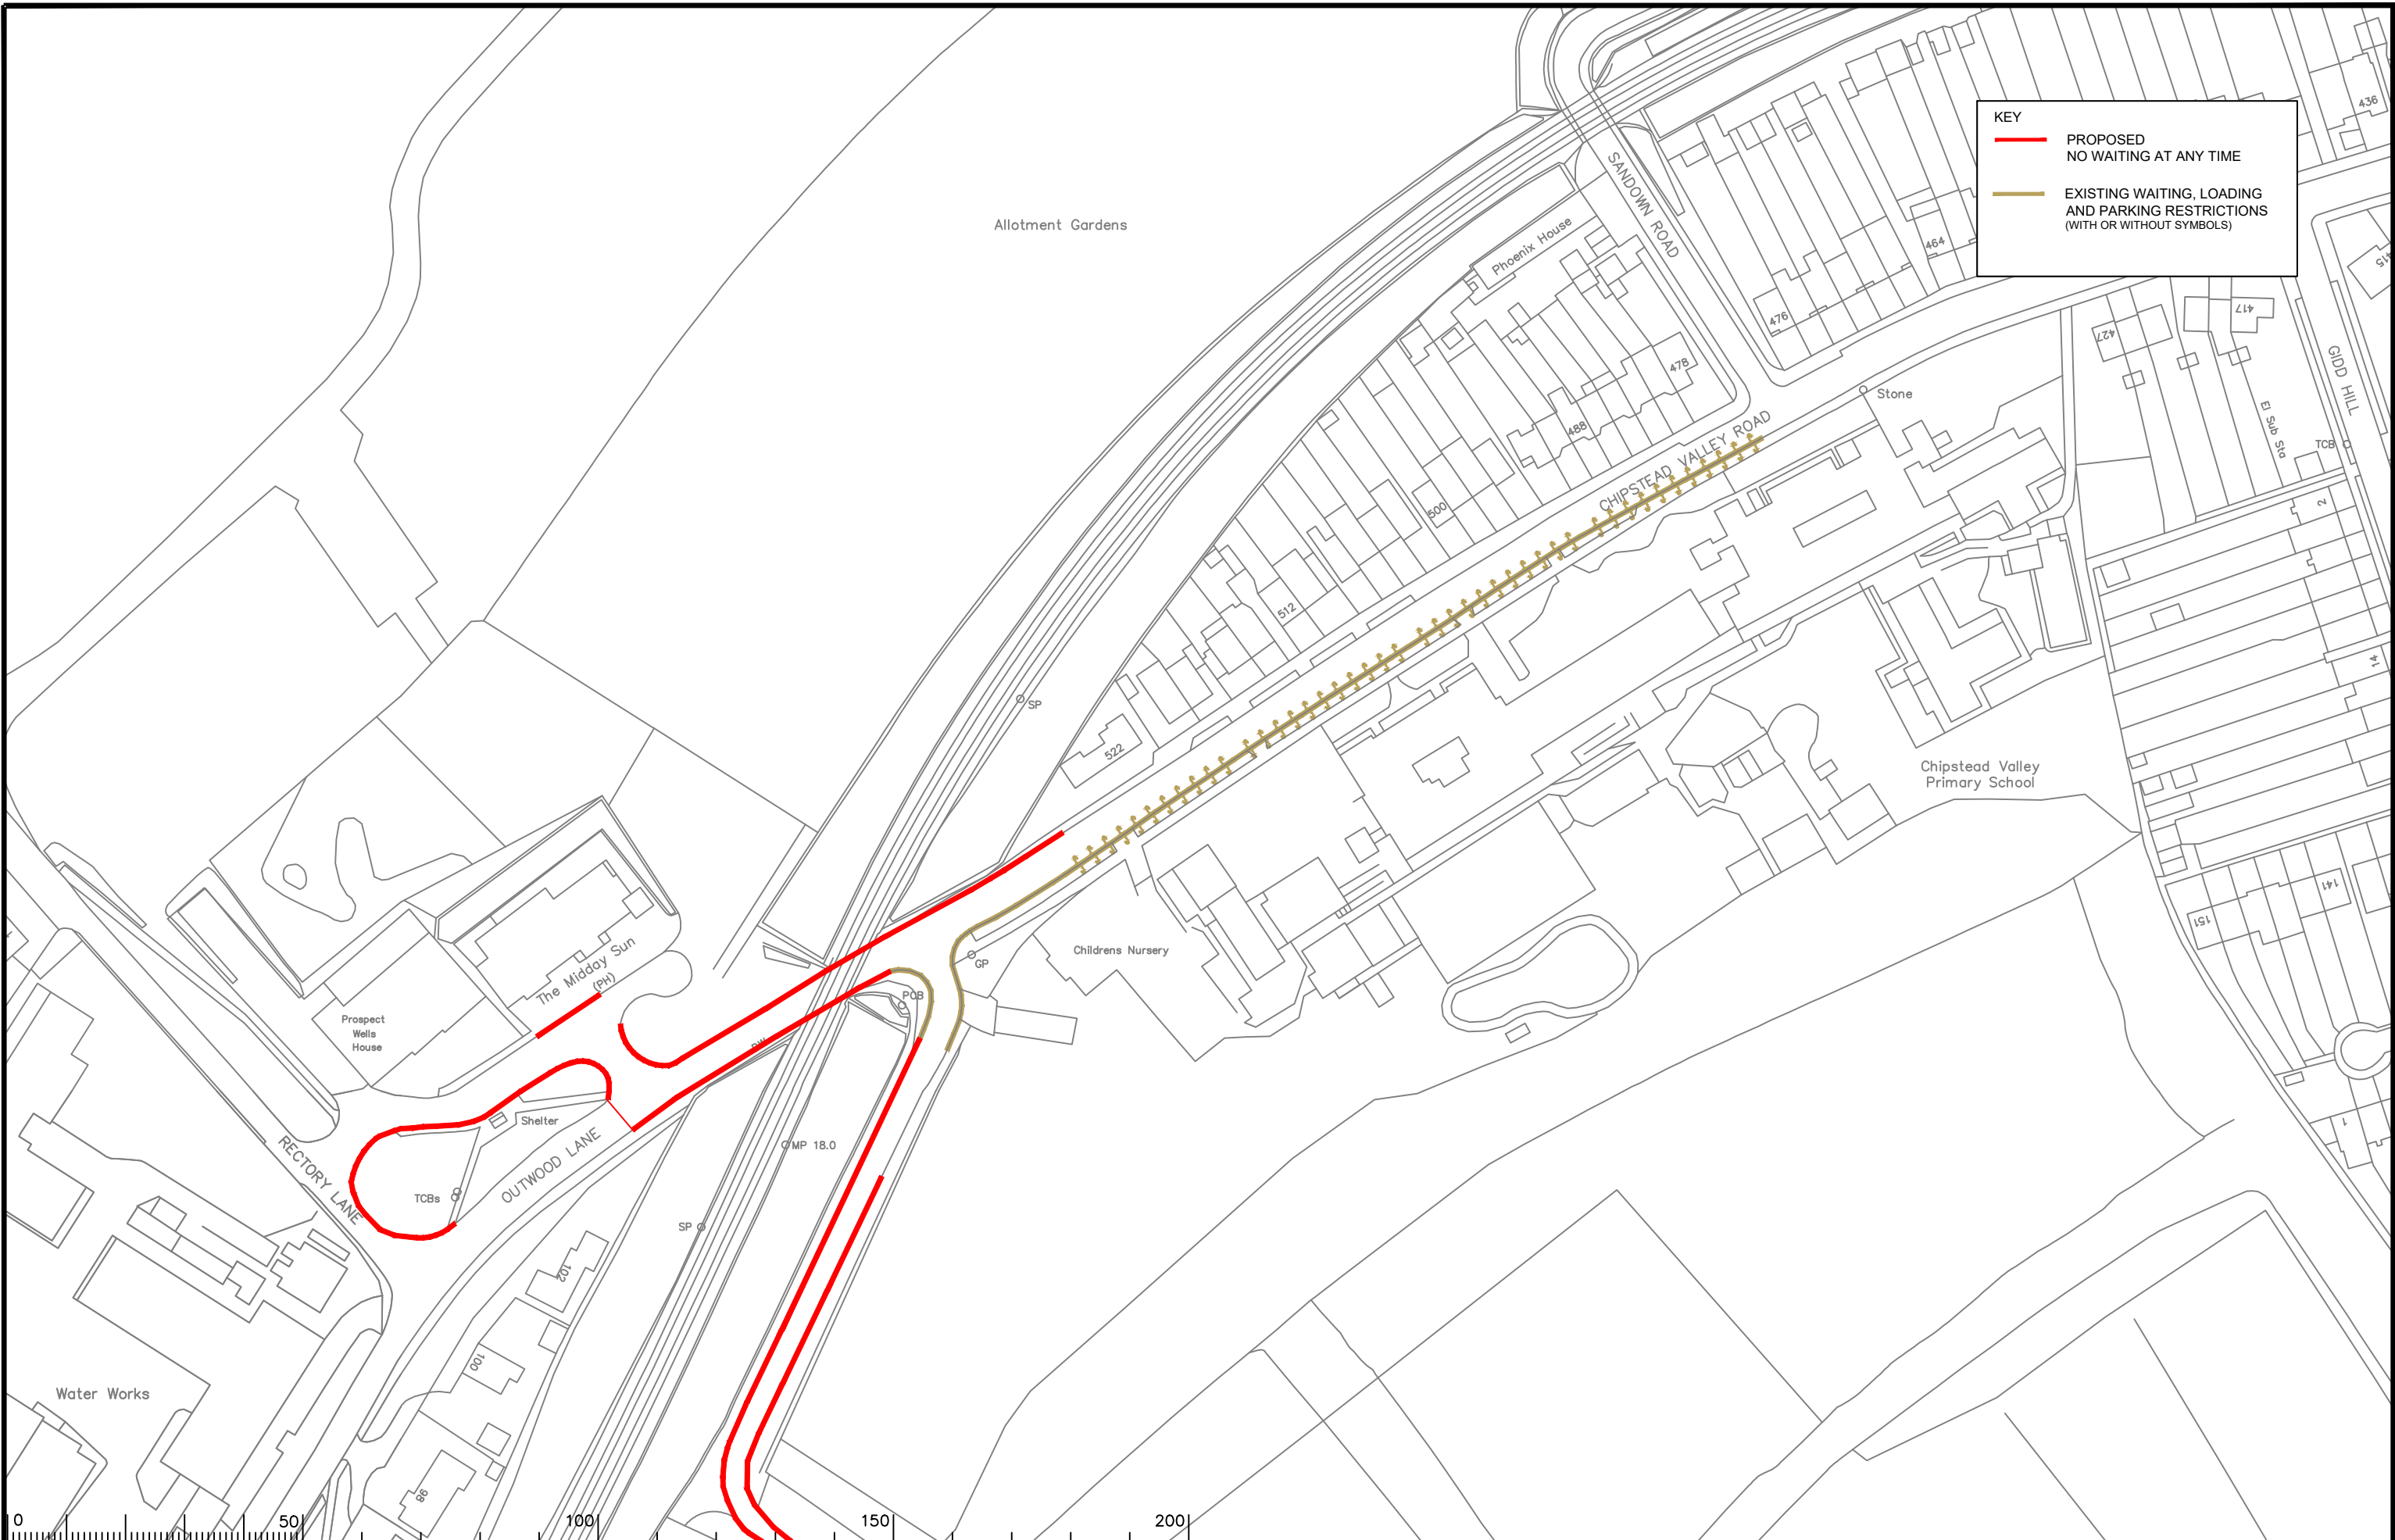 KEY
PROPOSED
NO WAITING AT ANY TIME
EXISTING WAITING, LOADING
AND PARKING RESTRICTIONS
(WITH OR WITHOUT SYMBOLS)
436
415
SANDOWN ROAD
Allotment Gardens
Phoenix House
464
476
417
427
GIDD HILL
478
488
Stone
El Sub Sta
TCB
CHIPSTEAD VALLEY ROAD
500
2
512
14
SP
522
Chipstead Valley
Primary School
141
151
The Midday Sun
(PH)
Childrens Nursery
GP
PCB
Prospect
Wells
House
Shelter
MP 18.0
RECTORY LANE
OUTWOOD LANE
TCBs
SP
1
102
100
Water Works
98
0
50
100
150
200